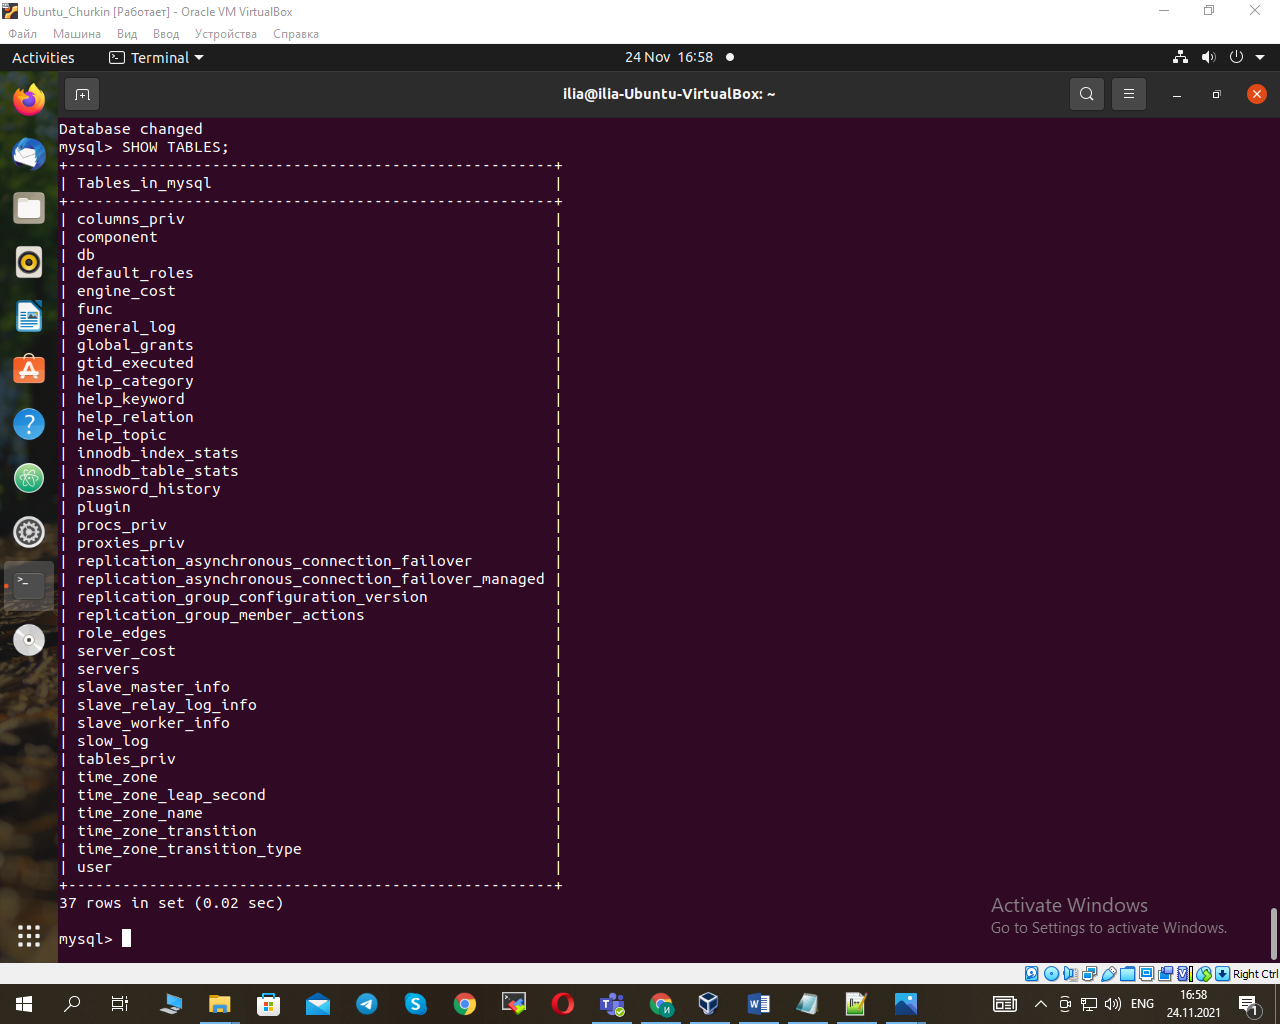 Ubuntu_Churkin [Работает] - Oracle VM VirtualBox
Файл Машина Вид Ввод Устройства Справка
Activities Terminal 24 Nov 16:58
ilia@ilia-Ubuntu-VirtualBox: ~
Database changed
mysql> SHOW TABLES;
+------------------------------------------------------+
| Tables_in_mysql |
+------------------------------------------------------+
| columns_priv |
| component |
| db |
| default_roles |
| engine_cost |
| func |
| general_log |
| global_grants |
| gtid_executed |
| help_category |
| help_keyword |
| help_relation |
| help_topic |
| innodb_index_stats |
| innodb_table_stats |
| password_history |
| plugin |
| procs_priv |
| proxies_priv |
| replication_asynchronous_connection_failover |
| replication_asynchronous_connection_failover_managed |
| replication_group_configuration_version |
| replication_group_member_actions |
| role_edges |
| server_cost |
| servers |
| slave_master_info |
| slave_relay_log_info |
| slave_worker_info |
| slow_log |
| tables_priv |
| time_zone |
| time_zone_leap_second |
| time_zone_name |
| time_zone_transition |
| time_zone_transition_type |
| user |
+------------------------------------------------------+
37 rows in set (0.02 sec)
mysql>
Activate Windows
Go to Settings to activate Windows.
Right Ctrl
ENG
16:58
24.11.2021
1